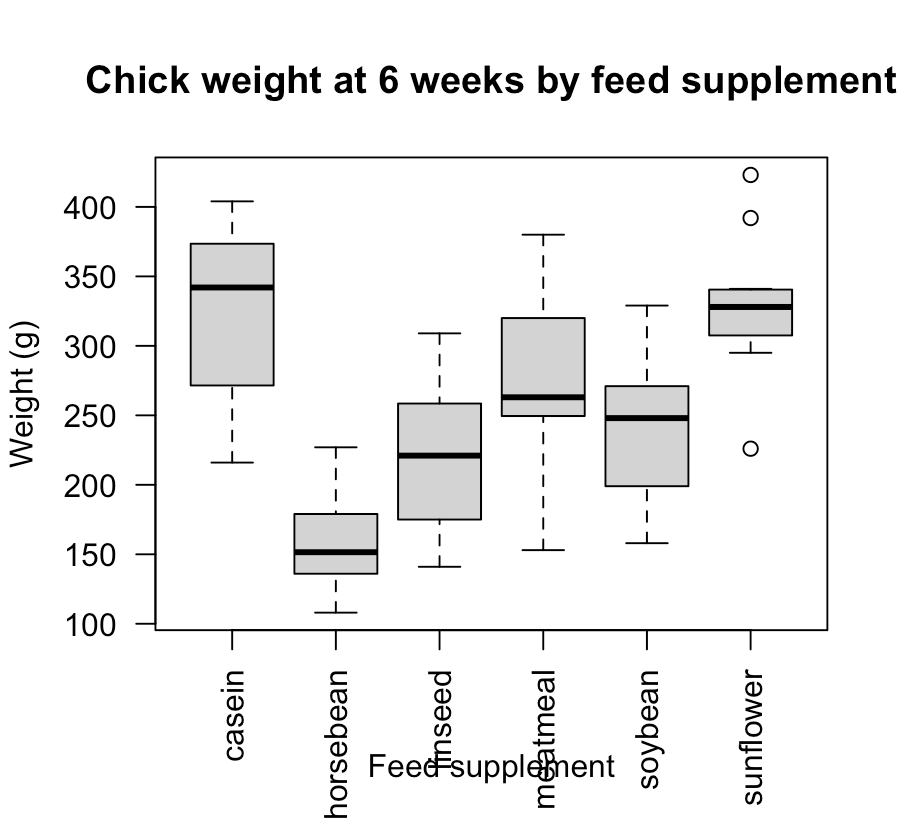 Chick weight at 6 weeks by feed supplement
Weight (g)
400
350
300
250
200
150
100
casein
horsebean
linseed
meatmeal
soybean
sunflower
Feed supplement